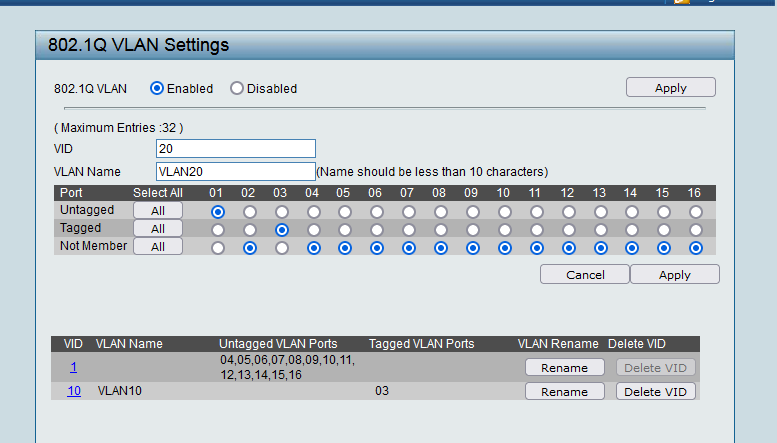 802.1Q VLAN Settings
802.1Q VLAN Enabled Disabled Apply
( Maximum Entries :32 )
VID 20
VLAN Name VLAN20 (Name should be less than 10 characters)
Port Select All 01 02 03 04 05 06 07 08 09 10 11 12 13 14 15 16
Untagged All
Tagged All
Not Member All
Cancel Apply
VID VLAN Name Untagged VLAN Ports Tagged VLAN Ports VLAN Rename Delete VID
1 04,05,06,07,08,09,10,11, Rename Delete VID
12,13,14,15,16
10 VLAN10 03 Rename Delete VID